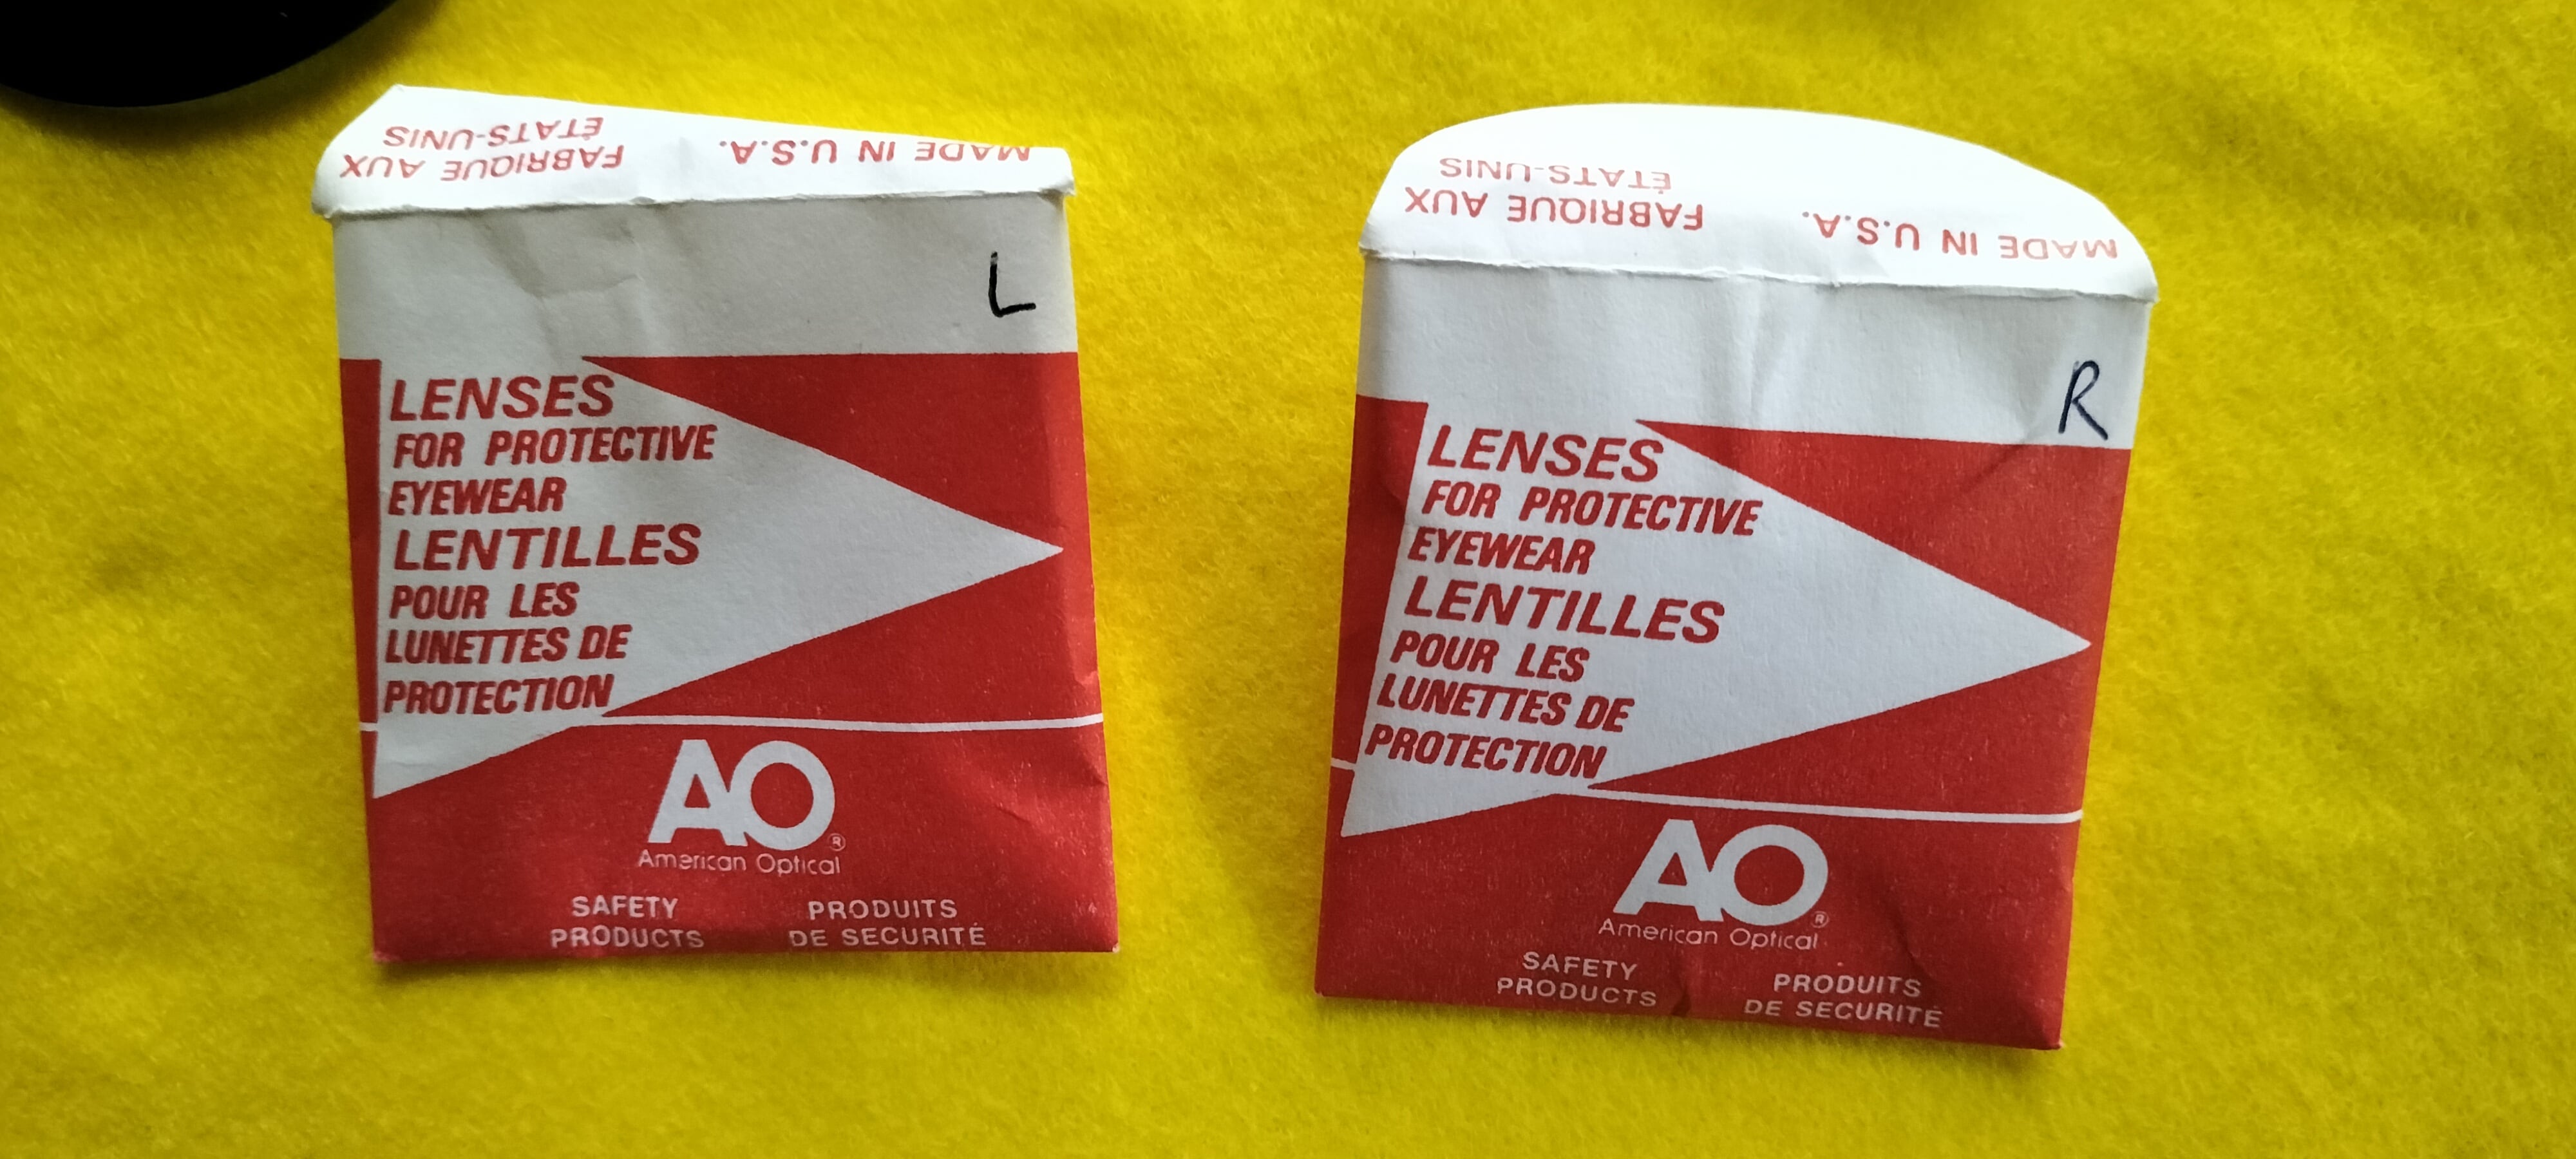 FABRIQUE AUX
ÉTATS-UNIS
MADE IN U.S.A.
L
LENSES
FOR PROTECTIVE
EYEWEAR
LENTILLES
POUR LES
LUNETTES DE
PROTECTION
AO®
American Optical
SAFETY
PRODUCTS
PRODUITS
DE SECURITÉ
FABRIQUE AUX
ÉTATS-UNIS
MADE IN U.S.A.
R
LENSES
FOR PROTECTIVE
EYEWEAR
LENTILLES
POUR LES
LUNETTES DE
PROTECTION
AO®
American Optical
SAFETY
PRODUCTS
PRODUITS
DE SECURITÉ